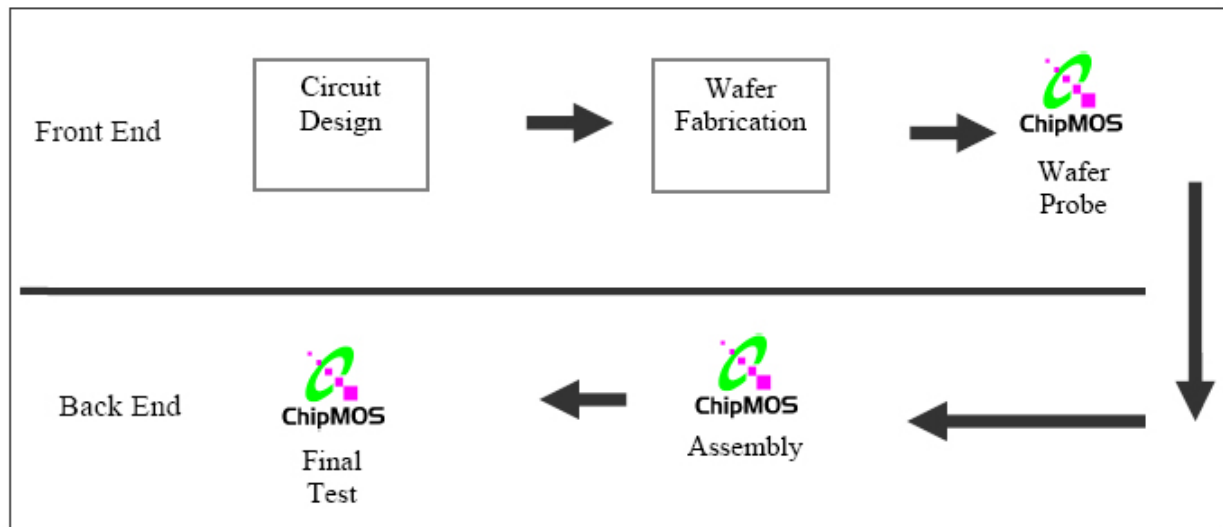 Front End
Circuit
Design
Wafer
Fabrication
ChipMOS
Wafer
Probe
Back End
ChipMOS
Final
Test
ChipMOS
Assembly